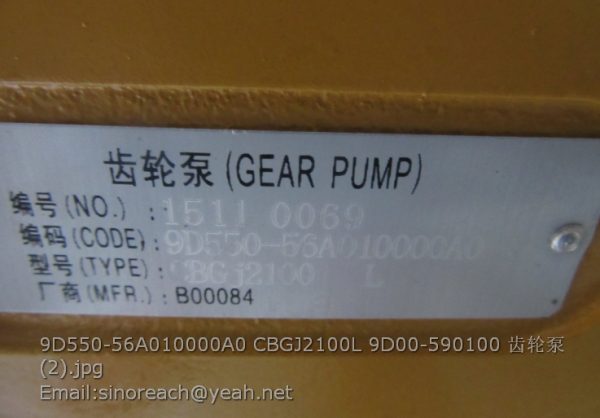 齿轮泵(GEAR PUMP)
编号(NO.) : 1511 0069
编码(CODE): 9D550-56A010000A0
型号(TYPE): CBGJ2100 L
厂商(MFR.): B00084
9D550-56A010000A0 CBGJ2100L 9D00-590100 齿轮泵
(2).jpg
Email:sinoreach@yeah.net